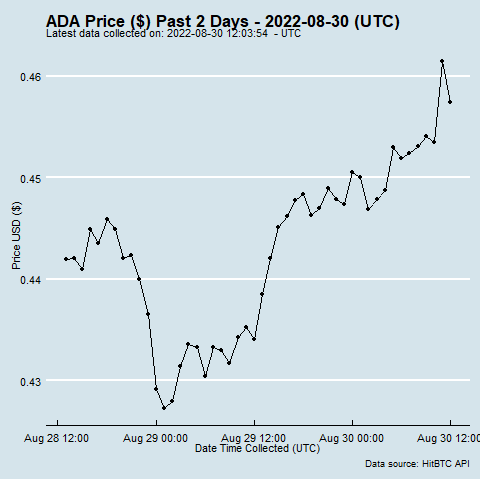 ADA Price ($) Past 2 Days - 2022-08-30 (UTC)
Latest data collected on: 2022-08-30 12:03:54 - UTC
0.46
0.45
0.44
0.43
Price USD ($)
Aug 28 12:00 Aug 29 00:00 Aug 29 12:00 Aug 30 00:00 Aug 30 12:00
Date Time Collected (UTC)
Data source: HitBTC API